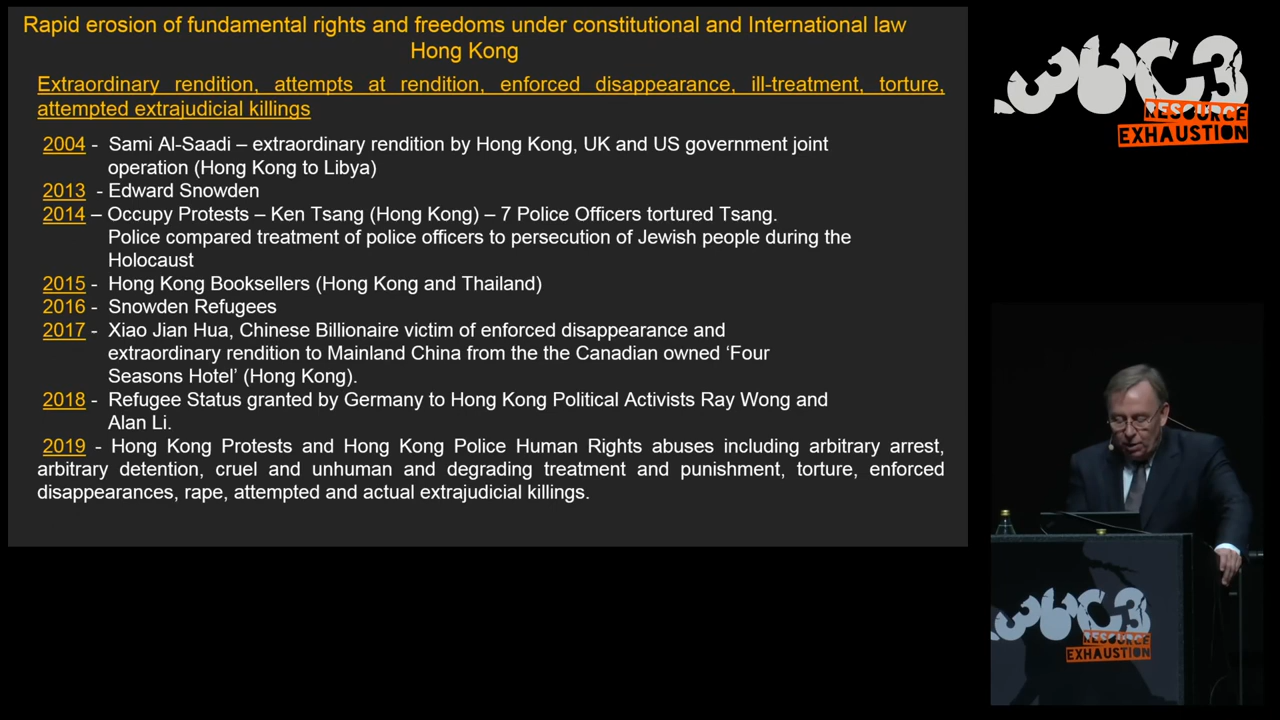 Rapid erosion of fundamental rights and freedoms under constitutional and International law
Hong Kong
Extraordinary rendition, attempts at rendition, enforced disappearance, ill-treatment, torture,
attempted extrajudicial killings
2004 - Sami Al-Saadi – extraordinary rendition by Hong Kong, UK and US government joint
operation (Hong Kong to Libya)
2013 - Edward Snowden
2014 – Occupy Protests – Ken Tsang (Hong Kong) – 7 Police Officers tortured Tsang.
Police compared treatment of police officers to persecution of Jewish people during the
Holocaust
2015 - Hong Kong Booksellers (Hong Kong and Thailand)
2016 - Snowden Refugees
2017 - Xiao Jian Hua, Chinese Billionaire victim of enforced disappearance and
extraordinary rendition to Mainland China from the the Canadian owned ‘Four
Seasons Hotel’ (Hong Kong).
2018 - Refugee Status granted by Germany to Hong Kong Political Activists Ray Wong and
Alan Li.
2019 - Hong Kong Protests and Hong Kong Police Human Rights abuses including arbitrary arrest,
arbitrary detention, cruel and unhuman and degrading treatment and punishment, torture, enforced
disappearances, rape, attempted and actual extrajudicial killings.
36C3
RESOURCE
EXHAUSTION
36C3
RESOURCE
EXHAUSTION